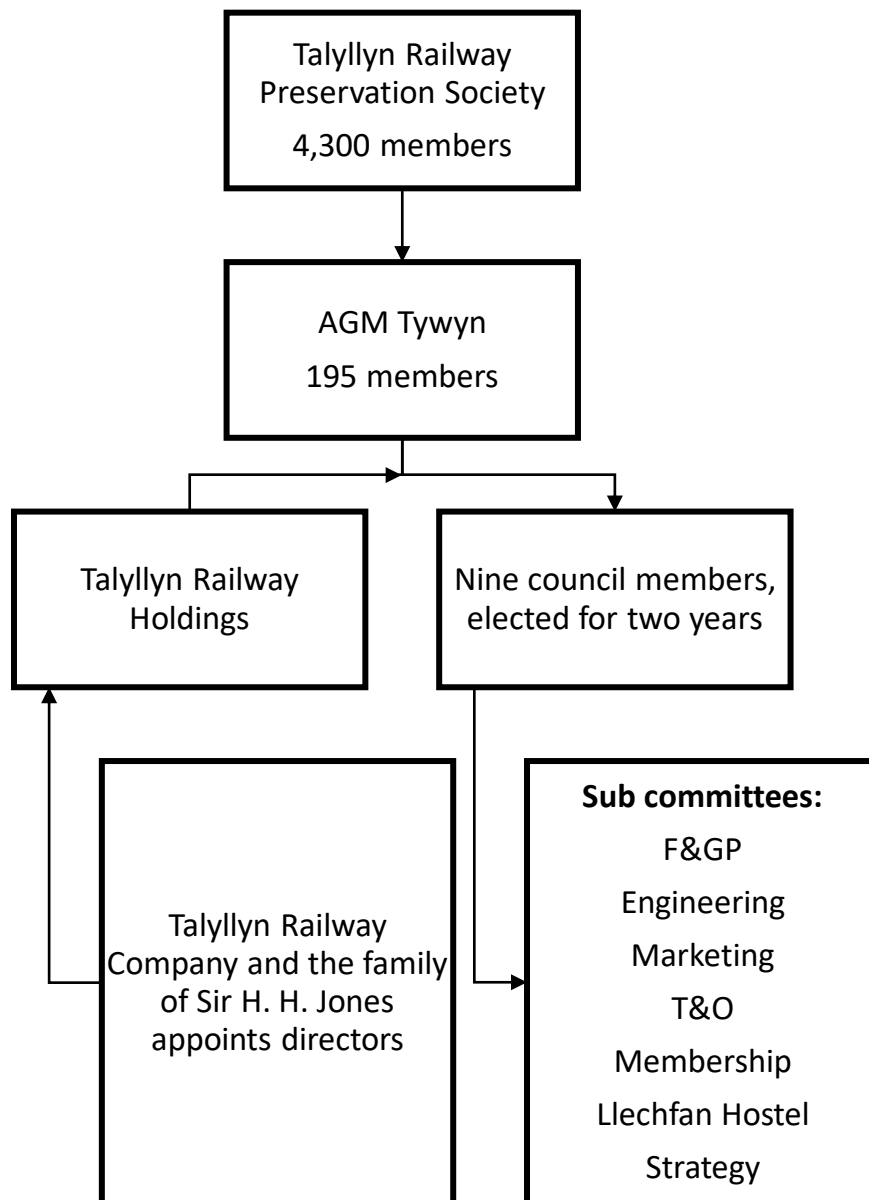 Talyllyn Railway
Preservation Society
4,300 members
AGM Tywyn
195 members
Talyllyn Railway
Holdings
Nine council members,
elected for two years
Talyllyn Railway
Company and the family
of Sir H. H. Jones
appoints directors
Sub committees:
F&GP
Engineering
Marketing
T&O
Membership
Llechfan Hostel
Strategy